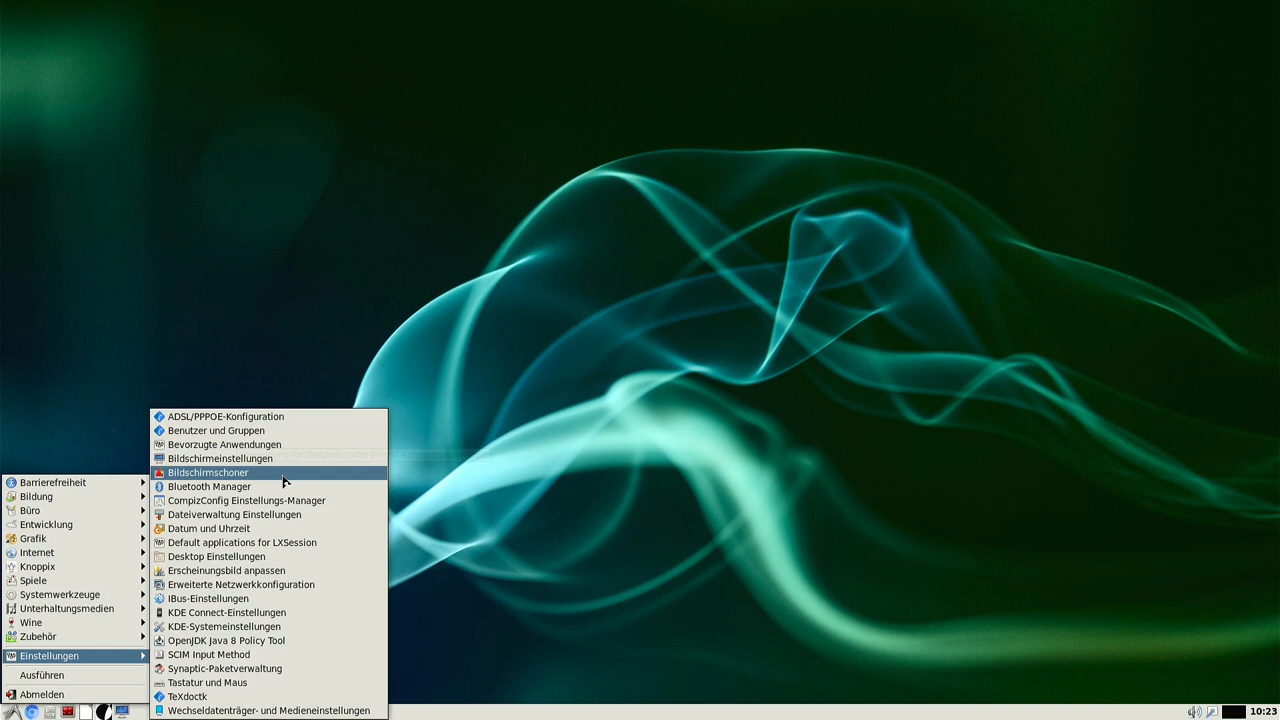 ADSL/PPPOE-Konfiguration
Benutzer und Gruppen
Bevorzugte Anwendungen
Bildschirmeinstellungen
Bildschirmschoner
Bluetooth Manager
CompizConfig Einstellungs-Manager
Dateiverwaltung Einstellungen
Datum und Uhrzeit
Default applications for LXSession
Desktop Einstellungen
Erscheinungsbild anpassen
Erweiterte Netzwerkkonfiguration
IBus-Einstellungen
KDE Connect-Einstellungen
KDE-Systemeinstellungen
OpenJDK Java 8 Policy Tool
SCIM Input Method
Synaptic-Paketverwaltung
Tastatur und Maus
TeXdoctk
Wechseldatenträger- und Medieneinstellungen
Barrierefreiheit
Bildung
Büro
Entwicklung
Grafik
Internet
Knoppix
Spiele
Systemwerkzeuge
Unterhaltungsmedien
Wine
Zubehör
Einstellungen
Ausführen
Abmelden
10:23